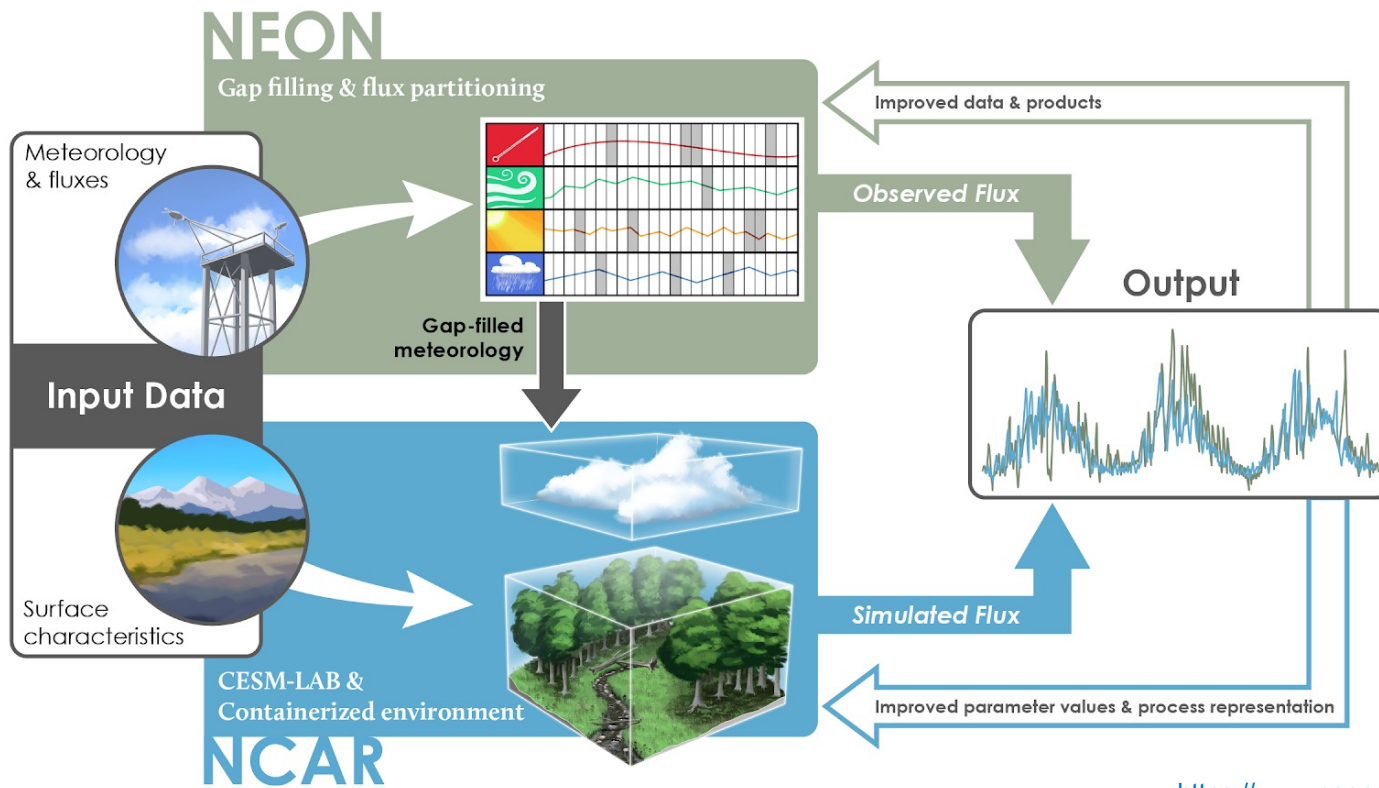 NEON
Gap filling & flux partitioning
Improved data & products
Meteorology
& fluxes
Observed Flux
Output
Gap-filled
meteorology
Input Data
Surface
characteristics
Simulated Flux
CESM-LAB &
Containerized environment
Improved parameter values & process representation
NCAR